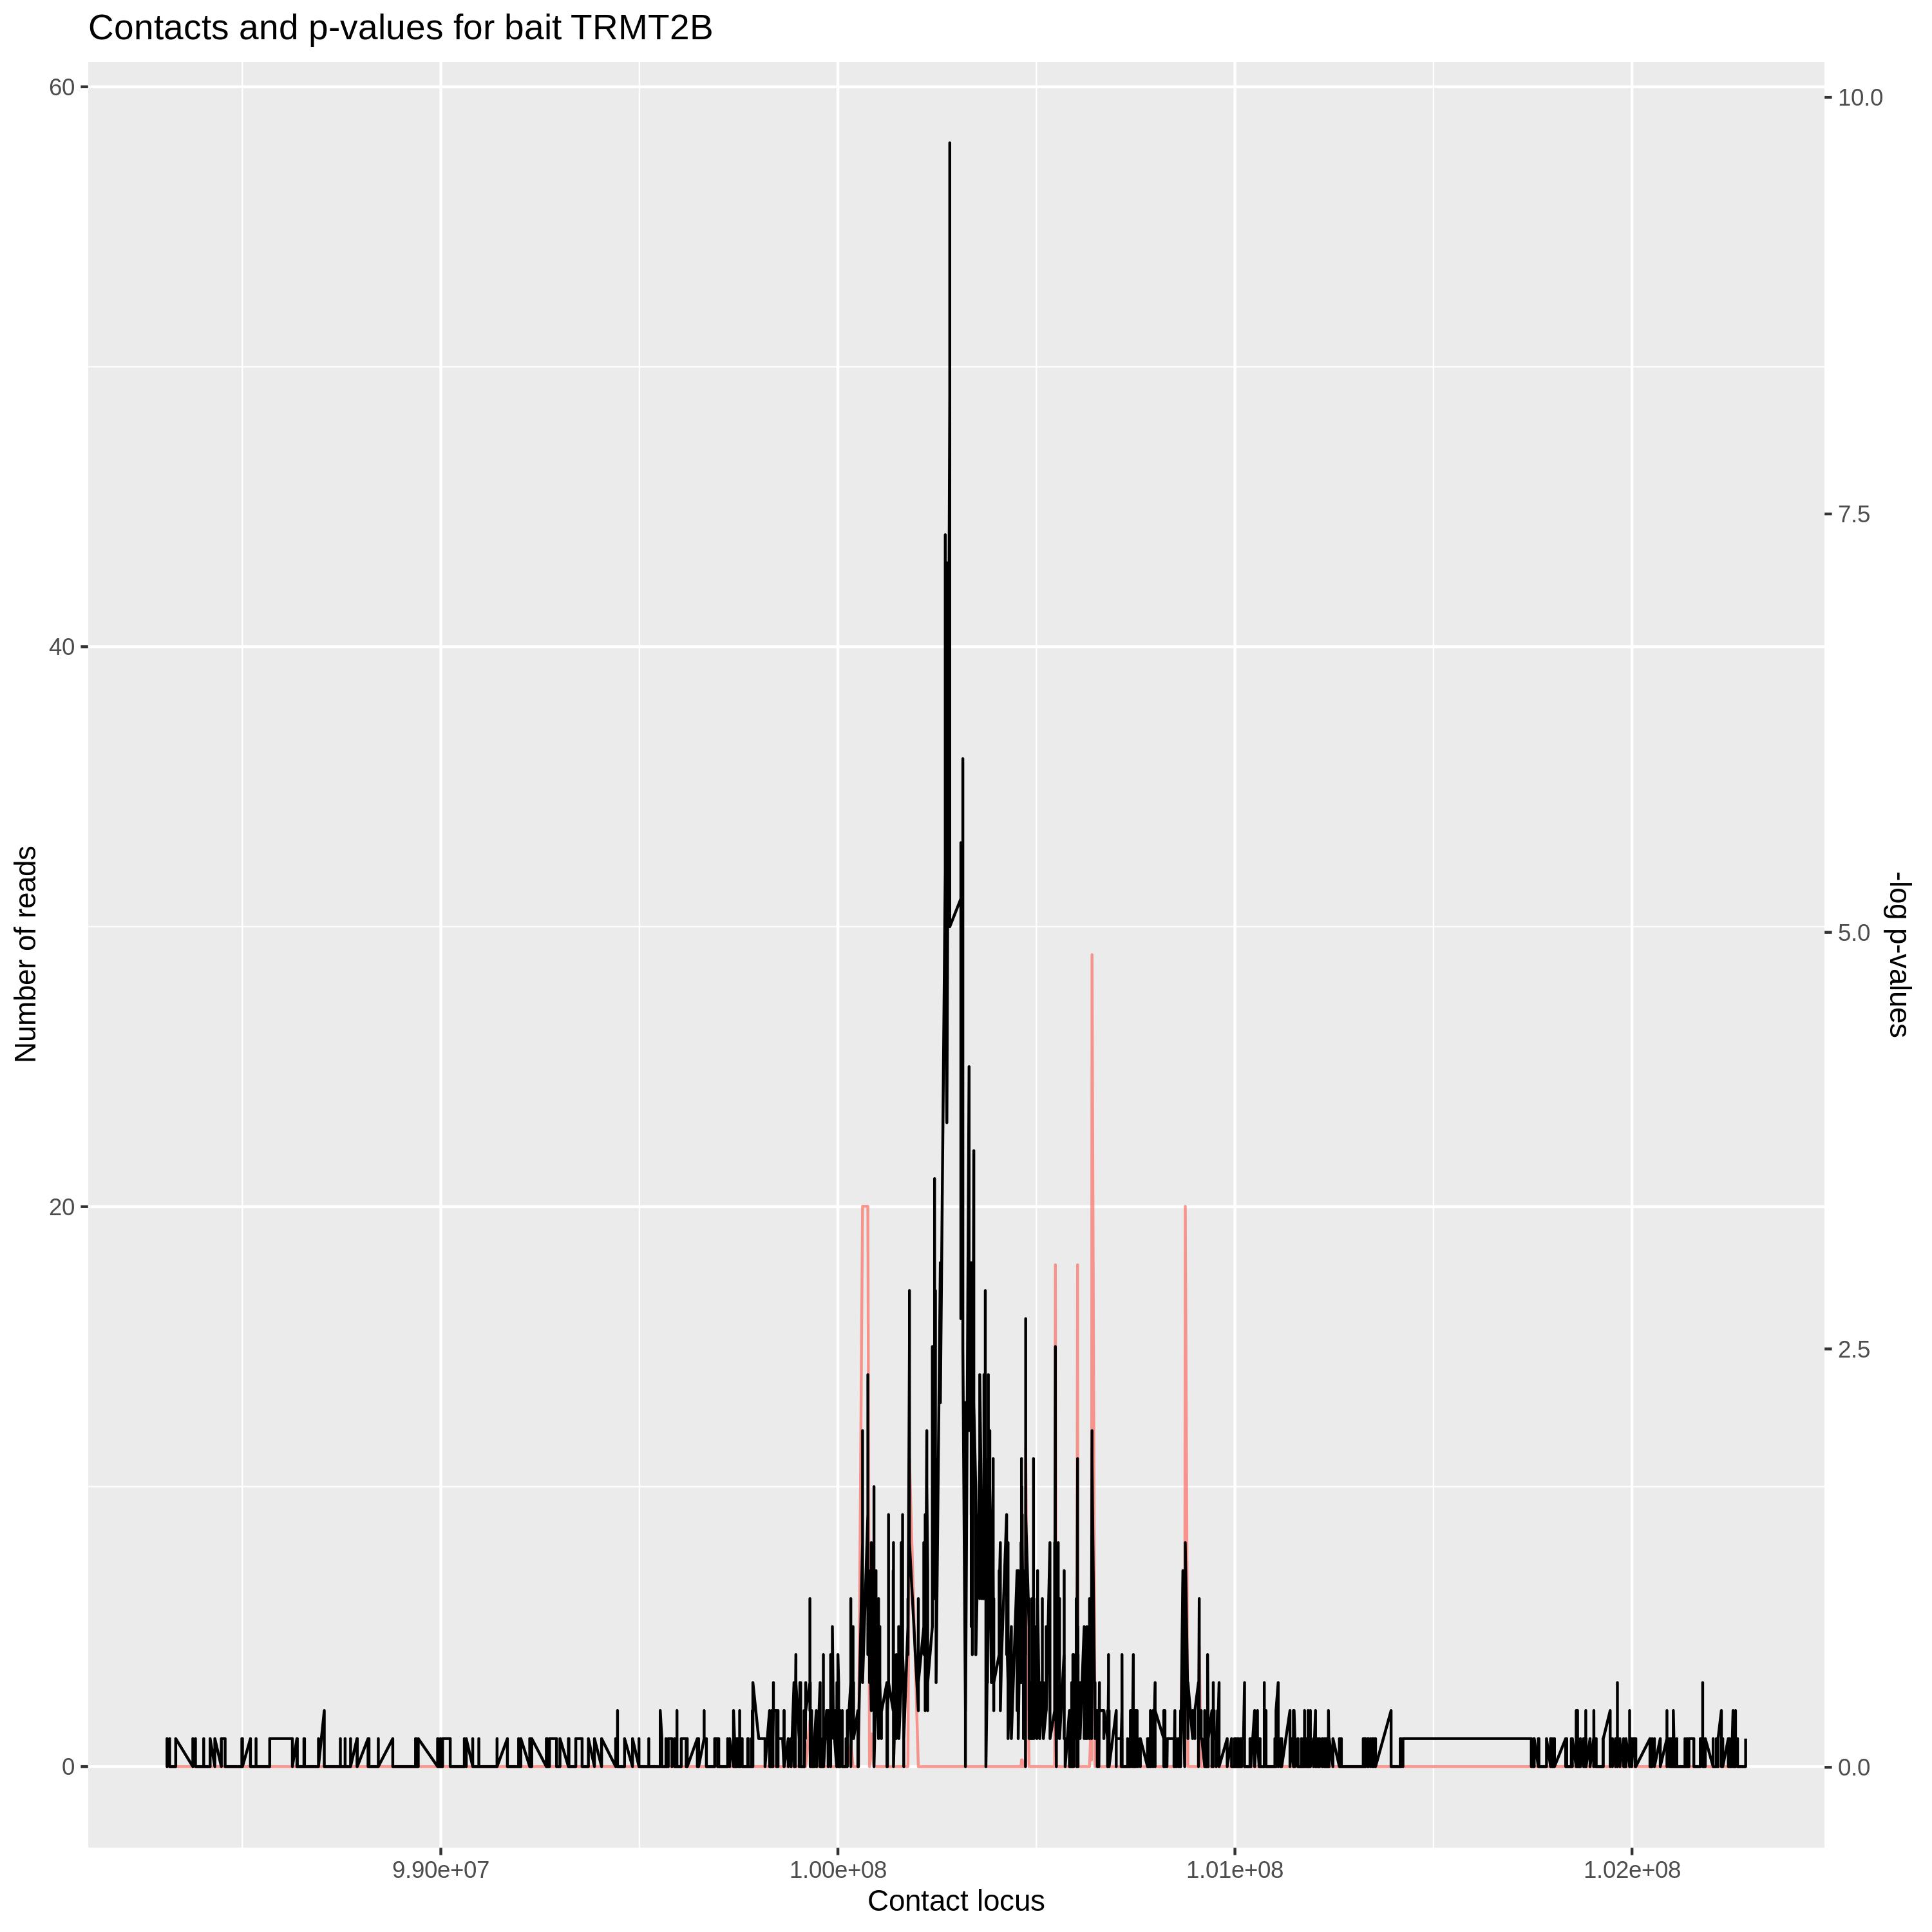 Contacts and p-values for bait TRMT2B
60
40
20
0
Number of reads
10.0
7.5
5.0
2.5
0.0
-log p-values
9.90e+07
1.00e+08
1.01e+08
1.02e+08
Contact locus